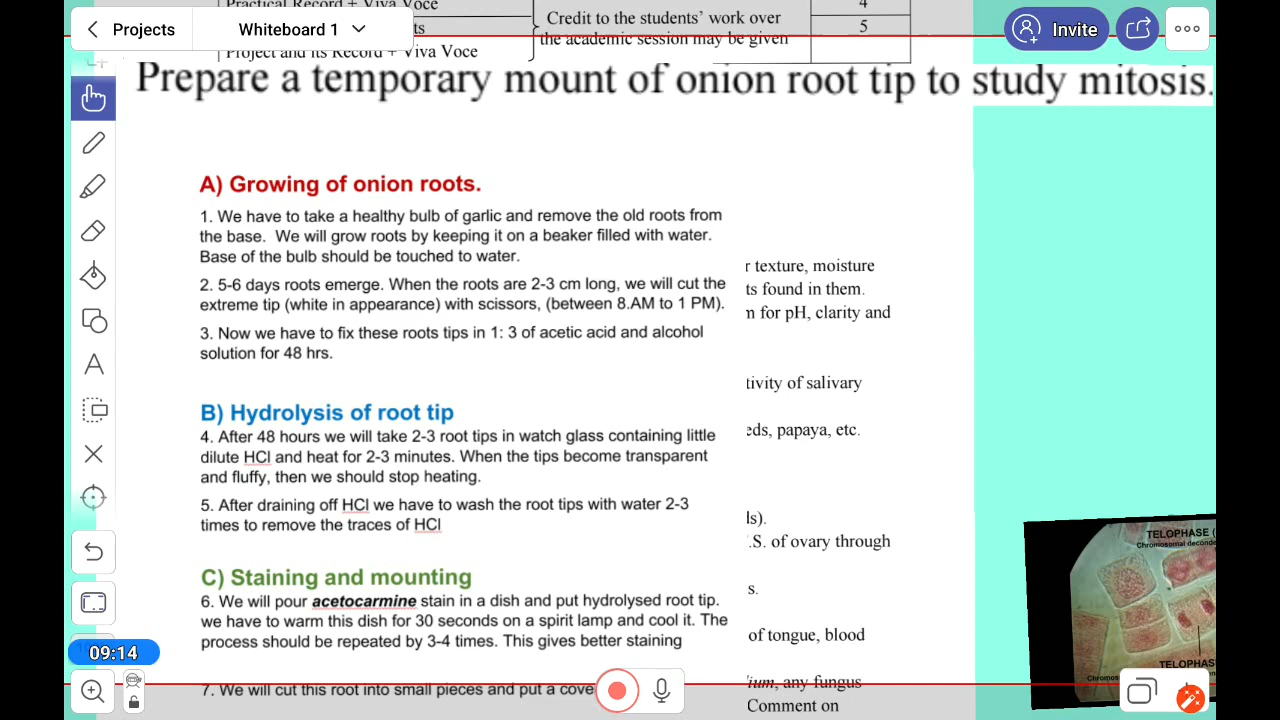 Practical Record + Viva Voce
4
Projects
Whiteboard 1
ts
Credit to the students' work over
the academic session may be given
5
Invite
Project and its Record + Viva Voce
Prepare a temporary mount of onion root tip to study mitosis.
A) Growing of onion roots.
1. We have to take a healthy bulb of garlic and remove the old roots from
the base. We will grow roots by keeping it on a beaker filled with water.
Base of the bulb should be touched to water.
2. 5-6 days roots emerge. When the roots are 2-3 cm long, we will cut the
extreme tip (white in appearance) with scissors, (between 8.AM to 1 PM).
3. Now we have to fix these roots tips in 1: 3 of acetic acid and alcohol
solution for 48 hrs.
r texture, moisture
ts found in them.
m for pH, clarity and
tivity of salivary
eds, papaya, etc.
B) Hydrolysis of root tip
4. After 48 hours we will take 2-3 root tips in watch glass containing little
dilute HCl and heat for 2-3 minutes. When the tips become transparent
and fluffy, then we should stop heating.
5. After draining off HCl we have to wash the root tips with water 2-3
times to remove the traces of HCl
ls).
.S. of ovary through
s.
of tongue, blood
ium, any fungus
Comment on
C) Staining and mounting
6. We will pour acetocarmine stain in a dish and put hydrolysed root tip.
we have to warm this dish for 30 seconds on a spirit lamp and cool it. The
process should be repeated by 3-4 times. This gives better staining
7. We will cut this root into small pieces and put a cove
TELOPHASE (
Chromosomal deconde
TELOPHAS
Chromos
09:14